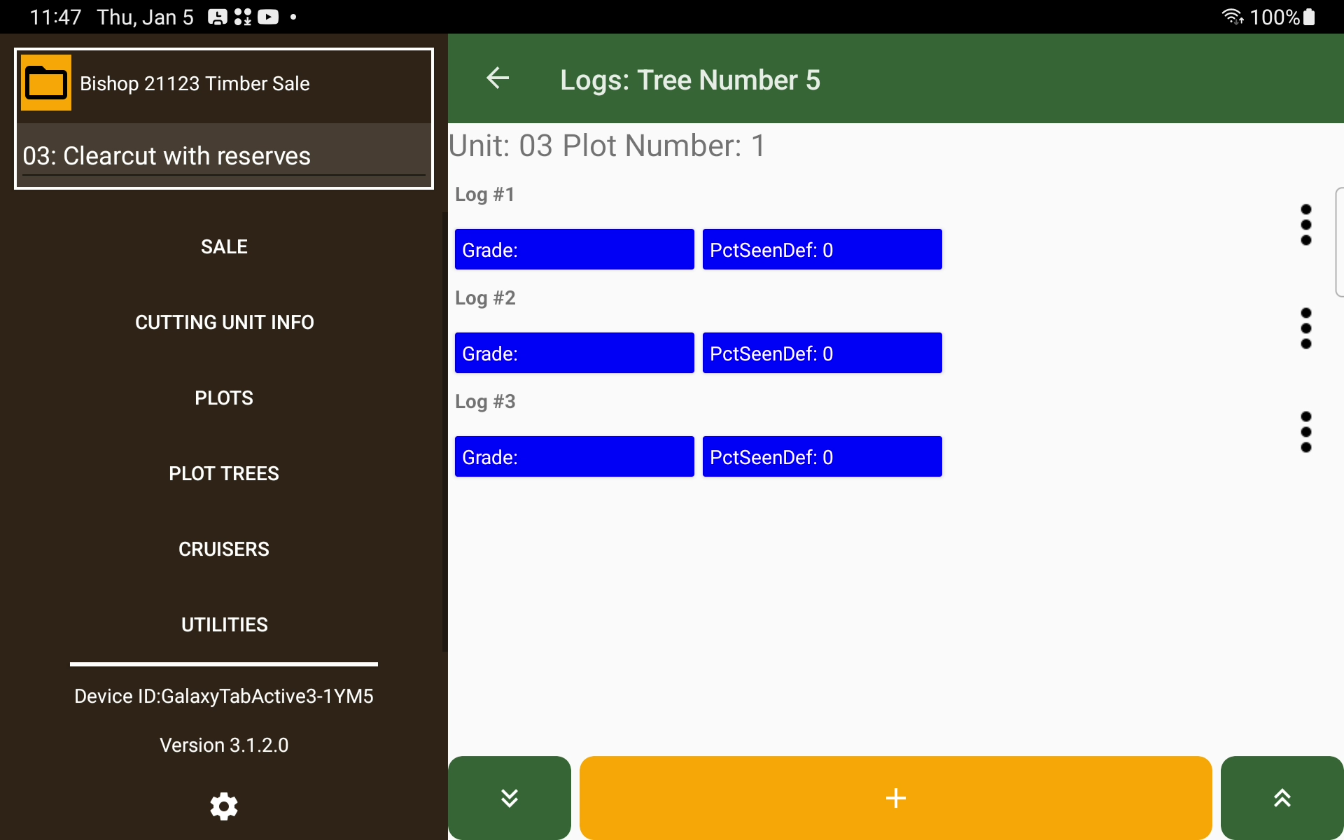 11:47 Thu, Jan 5
100%
Bishop 21123 Timber Sale
03: Clearcut with reserves
SALE
CUTTING UNIT INFO
PLOTS
PLOT TREES
CRUISERS
UTILITIES
Device ID:GalaxyTabActive3-1YM5
Version 3.1.2.0
Logs: Tree Number 5
Unit: 03 Plot Number: 1
Log #1
Grade: PctSeenDef: 0
Log #2
Grade: PctSeenDef: 0
Log #3
Grade: PctSeenDef: 0
+